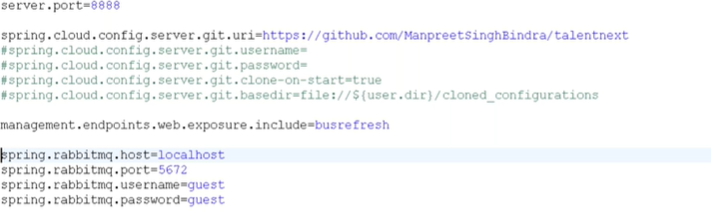 server.port=8888
spring.cloud.config.server.git.uri=https://github.com/ManpreetSinghBindra/talentnext
#spring.cloud.config.server.git.username=
#spring.cloud.config.server.git.password=
#spring.cloud.config.server.git.clone-on-start=true
#spring.cloud.config.server.git.basedir=file://${user.dir}/cloned_configurations
management.endpoints.web.exposure.include=busrefresh
spring.rabbitmq.host=localhost
spring.rabbitmq.port=5672
spring.rabbitmq.username=guest
spring.rabbitmq.password=guest